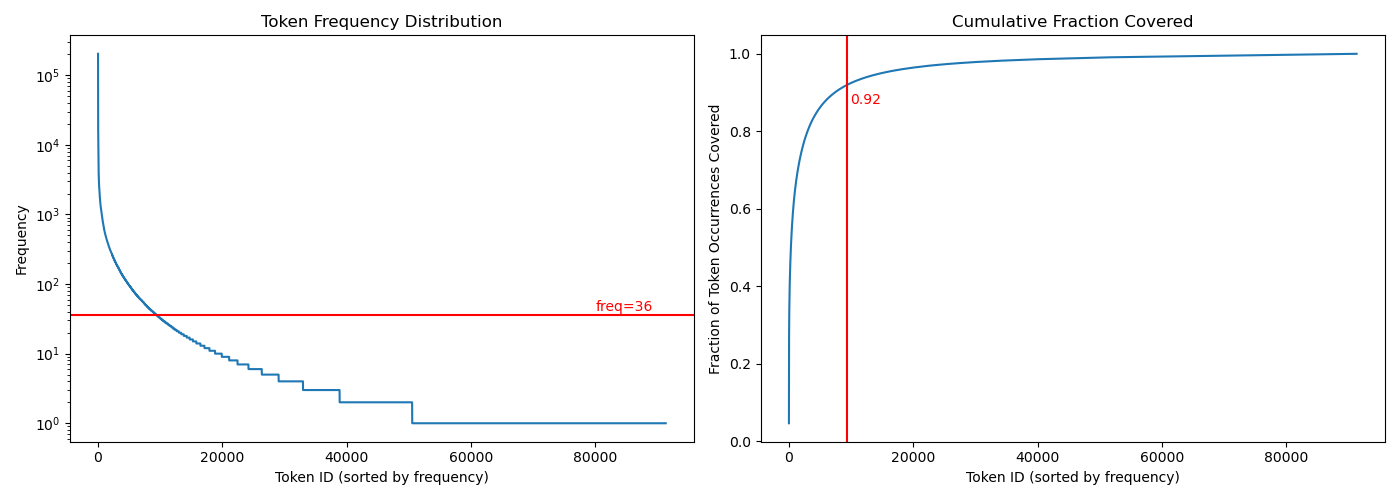 Token Frequency Distribution
Frequency
10^5
10^4
10^3
10^2
10^1
10^0
freq=36
0 20000 40000 60000 80000
Token ID (sorted by frequency)
Cumulative Fraction Covered
Fraction of Token Occurrences Covered
1.0
0.8
0.6
0.4
0.2
0.0
0.92
0 20000 40000 60000 80000
Token ID (sorted by frequency)